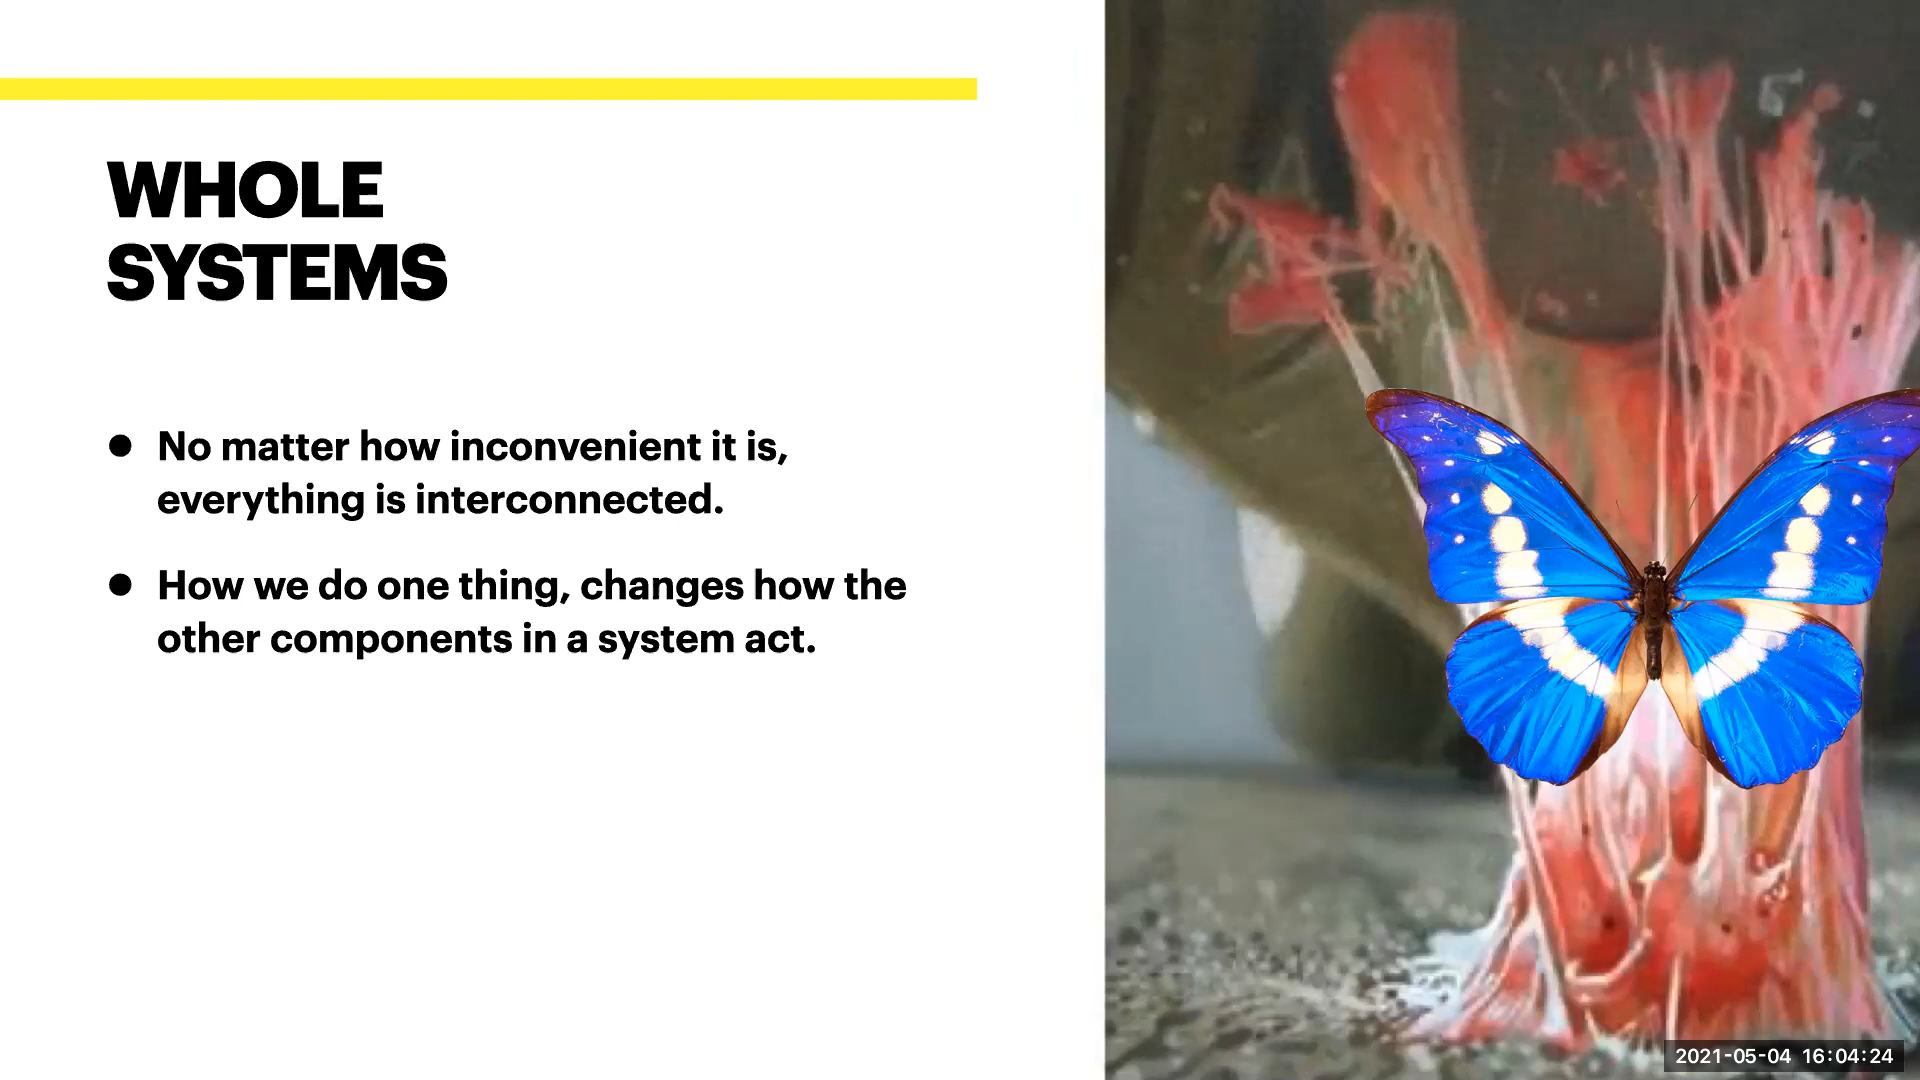 WHOLE
SYSTEMS
● No matter how inconvenient it is,
everything is interconnected.
● How we do one thing, changes how the
other components in a system act.
2021-05-04 16:04:24